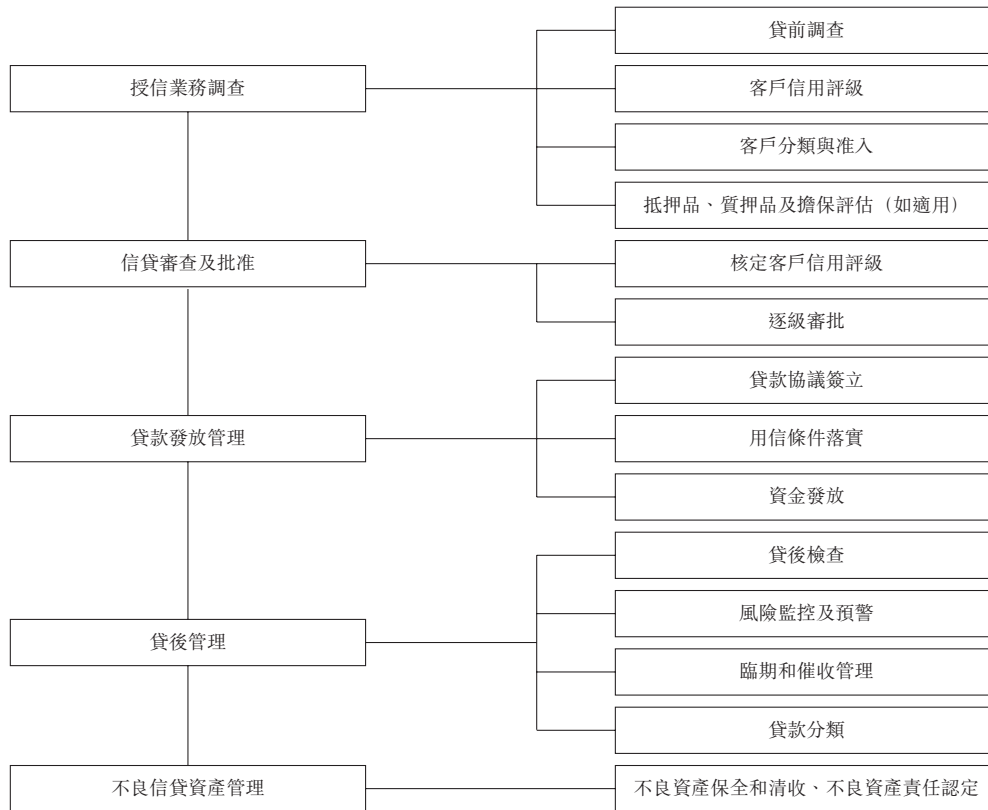 貸前調查
授信業務調查
客戶信用評級
客戶分類與准入
抵押品、質押品及擔保評估（如適用）
信貸審查及批准
核定客戶信用評級
逐級審批
貸款協議簽立
貸款發放管理
用信條件落實
資金發放
貸後檢查
風險監控及預警
貸後管理
臨期和催收管理
貸款分類
不良信貸資產管理
不良資產保全和清收、不良資產責任認定